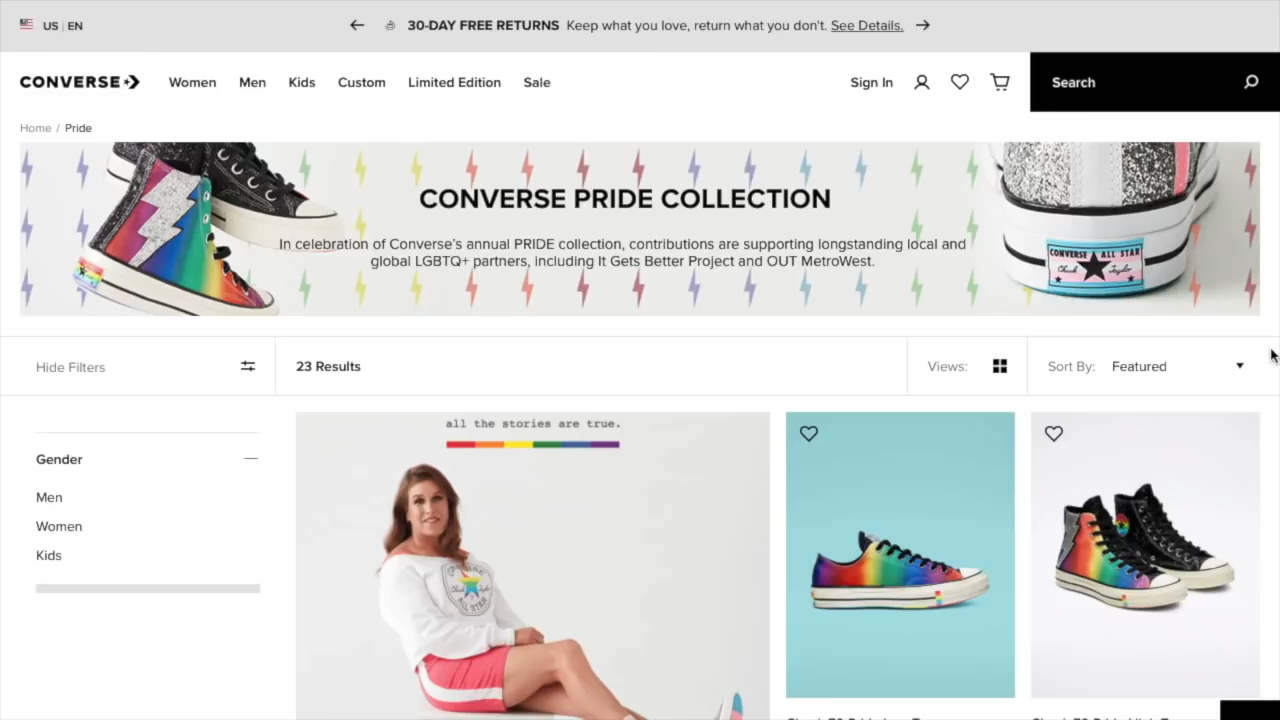 US | EN
30-DAY FREE RETURNS Keep what you love, return what you don't. See Details.
CONVERSE
Women Men Kids Custom Limited Edition Sale
Sign In
Search
Home / Pride
CONVERSE PRIDE COLLECTION
In celebration of Converse's annual PRIDE collection, contributions are supporting longstanding local and
global LGBTQ+ partners, including It Gets Better Project and OUT MetroWest.
CONVERSE ALL STAR
Chuck Taylor
Hide Filters
23 Results
Views:
Sort By: Featured
Gender
Men
Women
Kids
all the stories are true.
ALL STAR